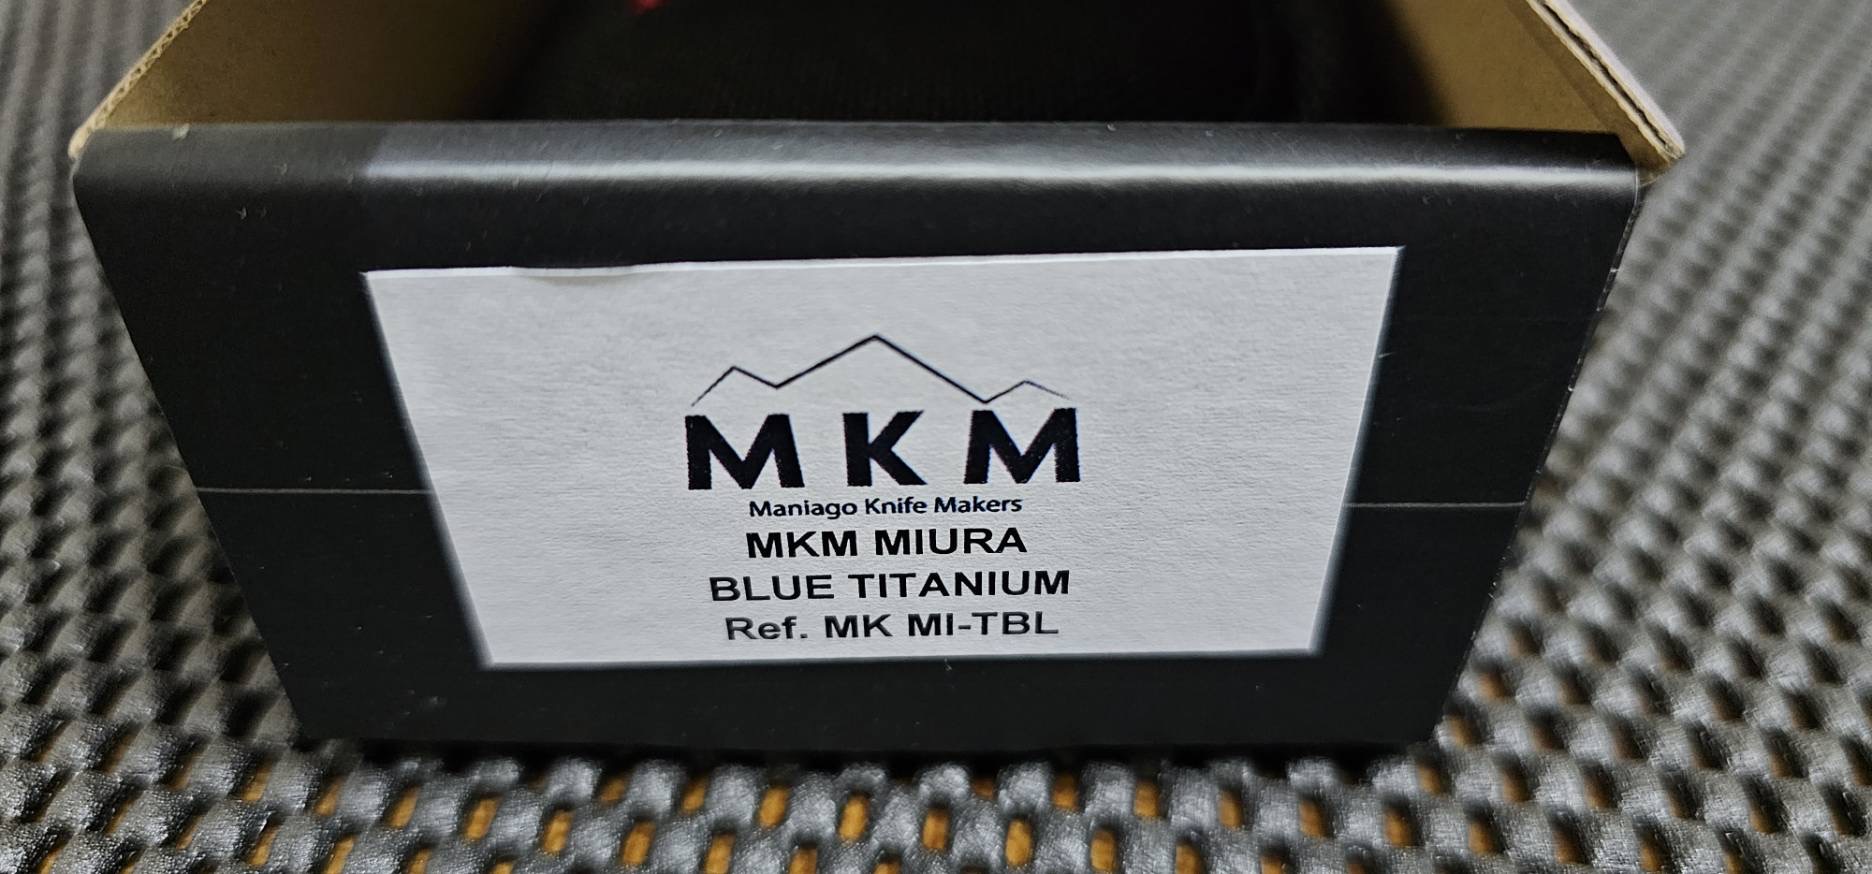 MKM
Maniago Knife Makers
MKM MIURA
BLUE TITANIUM
Ref. MK MI-TBL